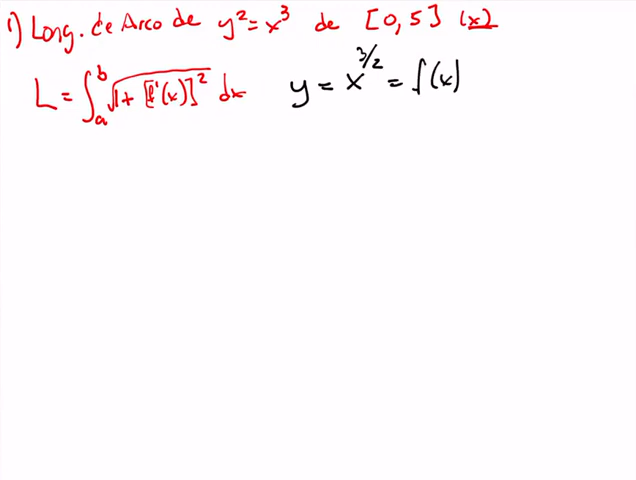 1) Long. de Arco de y² = x³ de [0, 5] (x)
L = ∫ₐᵇ √(1 + [f'(x)]²) dx y = x^(3/2) = f(x)